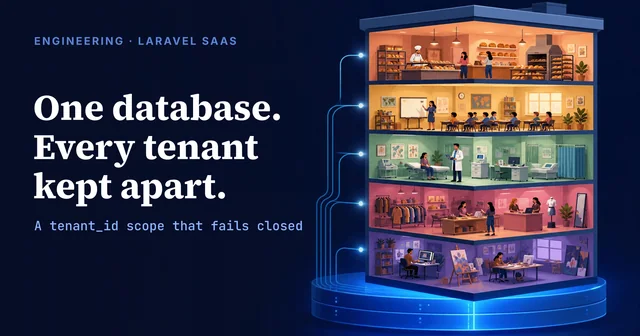 ENGINEERING · LARAVEL SAAS
One database.
Every tenant
kept apart.
A tenant_id scope that fails closed